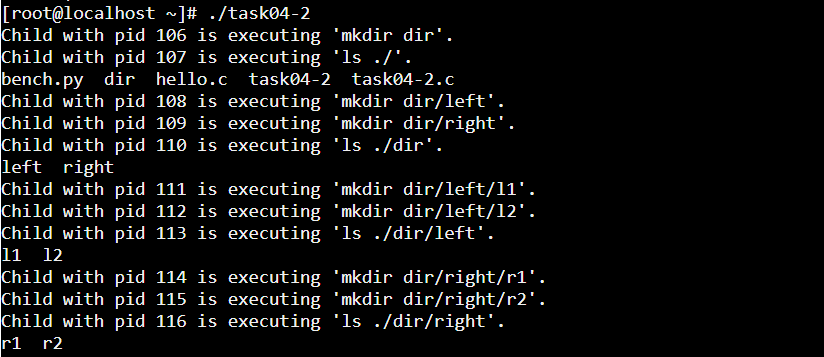 [root@localhost ~]# ./task04-2
Child with pid 106 is executing 'mkdir dir'.
Child with pid 107 is executing 'ls ./'.
bench.py  dir  hello.c  task04-2  task04-2.c
Child with pid 108 is executing 'mkdir dir/left'.
Child with pid 109 is executing 'mkdir dir/right'.
Child with pid 110 is executing 'ls ./dir'.
left  right
Child with pid 111 is executing 'mkdir dir/left/l1'.
Child with pid 112 is executing 'mkdir dir/left/l2'.
Child with pid 113 is executing 'ls ./dir/left'.
l1  l2
Child with pid 114 is executing 'mkdir dir/right/r1'.
Child with pid 115 is executing 'mkdir dir/right/r2'.
Child with pid 116 is executing 'ls ./dir/right'.
r1  r2